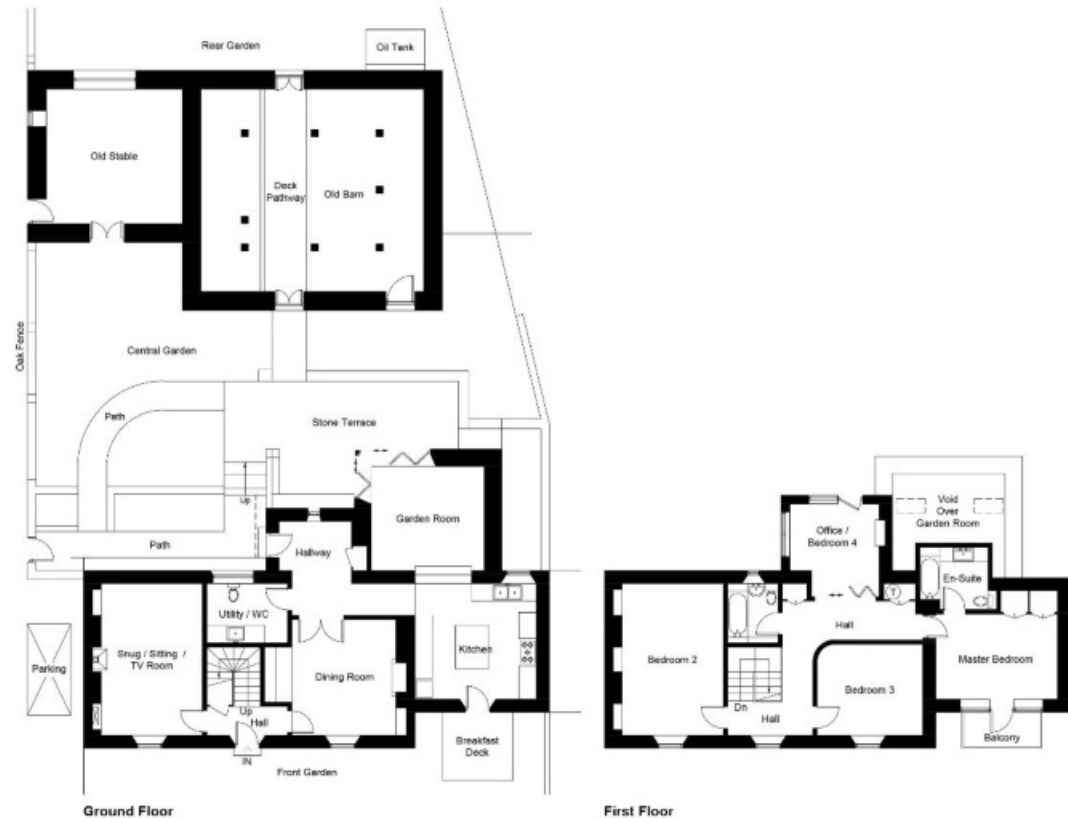 Rear Garden
Oil Tank
Old Stable
Deck
Pathway
Old Barn
Oak Fence
Central Garden
Path
Stone Terrace
Up
Garden Room
Path
Hallway
Utility / WC
Snug / Sitting /
TV Room
Parking
Kitchen
Dining Room
Up
Hall
IN
Breakfast
Deck
Front Garden
Ground Floor
Void
Over
Garden Room
Office /
Bedroom 4
En-Suite
T
Hall
Bedroom 2
Master Bedroom
Bedroom 3
Dn
Hall
Balcony
First Floor